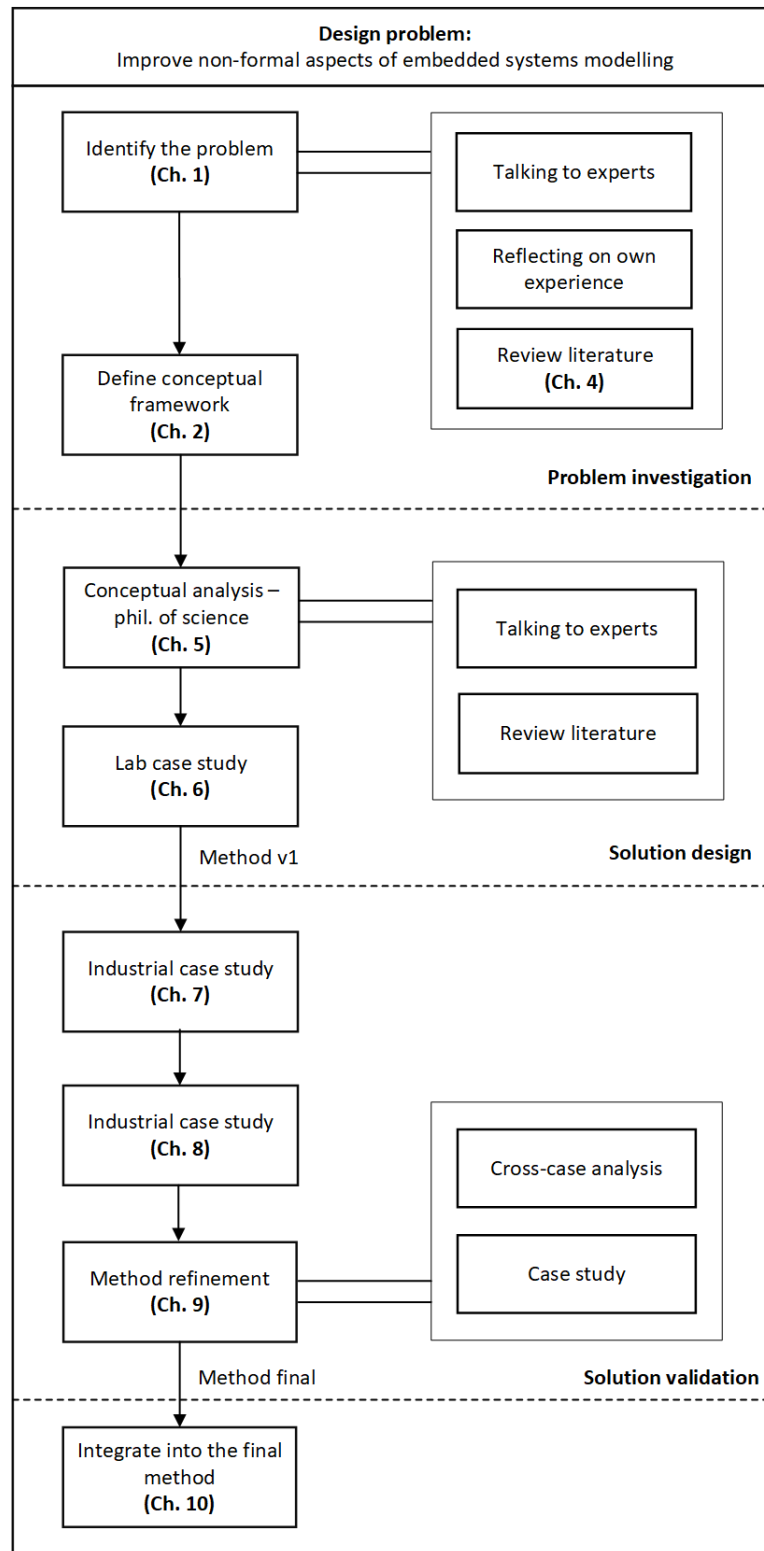 Design problem:
Improve non-formal aspects of embedded systems modelling
Identify the problem
(Ch. 1)
Talking to experts
Reflecting on own
experience
Review literature
(Ch. 4)
Define conceptual
framework
(Ch. 2)
Problem investigation
Conceptual analysis –
phil. of science
(Ch. 5)
Talking to experts
Review literature
Lab case study
(Ch. 6)
Method v1
Solution design
Industrial case study
(Ch. 7)
Industrial case study
(Ch. 8)
Cross-case analysis
Case study
Method refinement
(Ch. 9)
Method final
Solution validation
Integrate into the final
method
(Ch. 10)